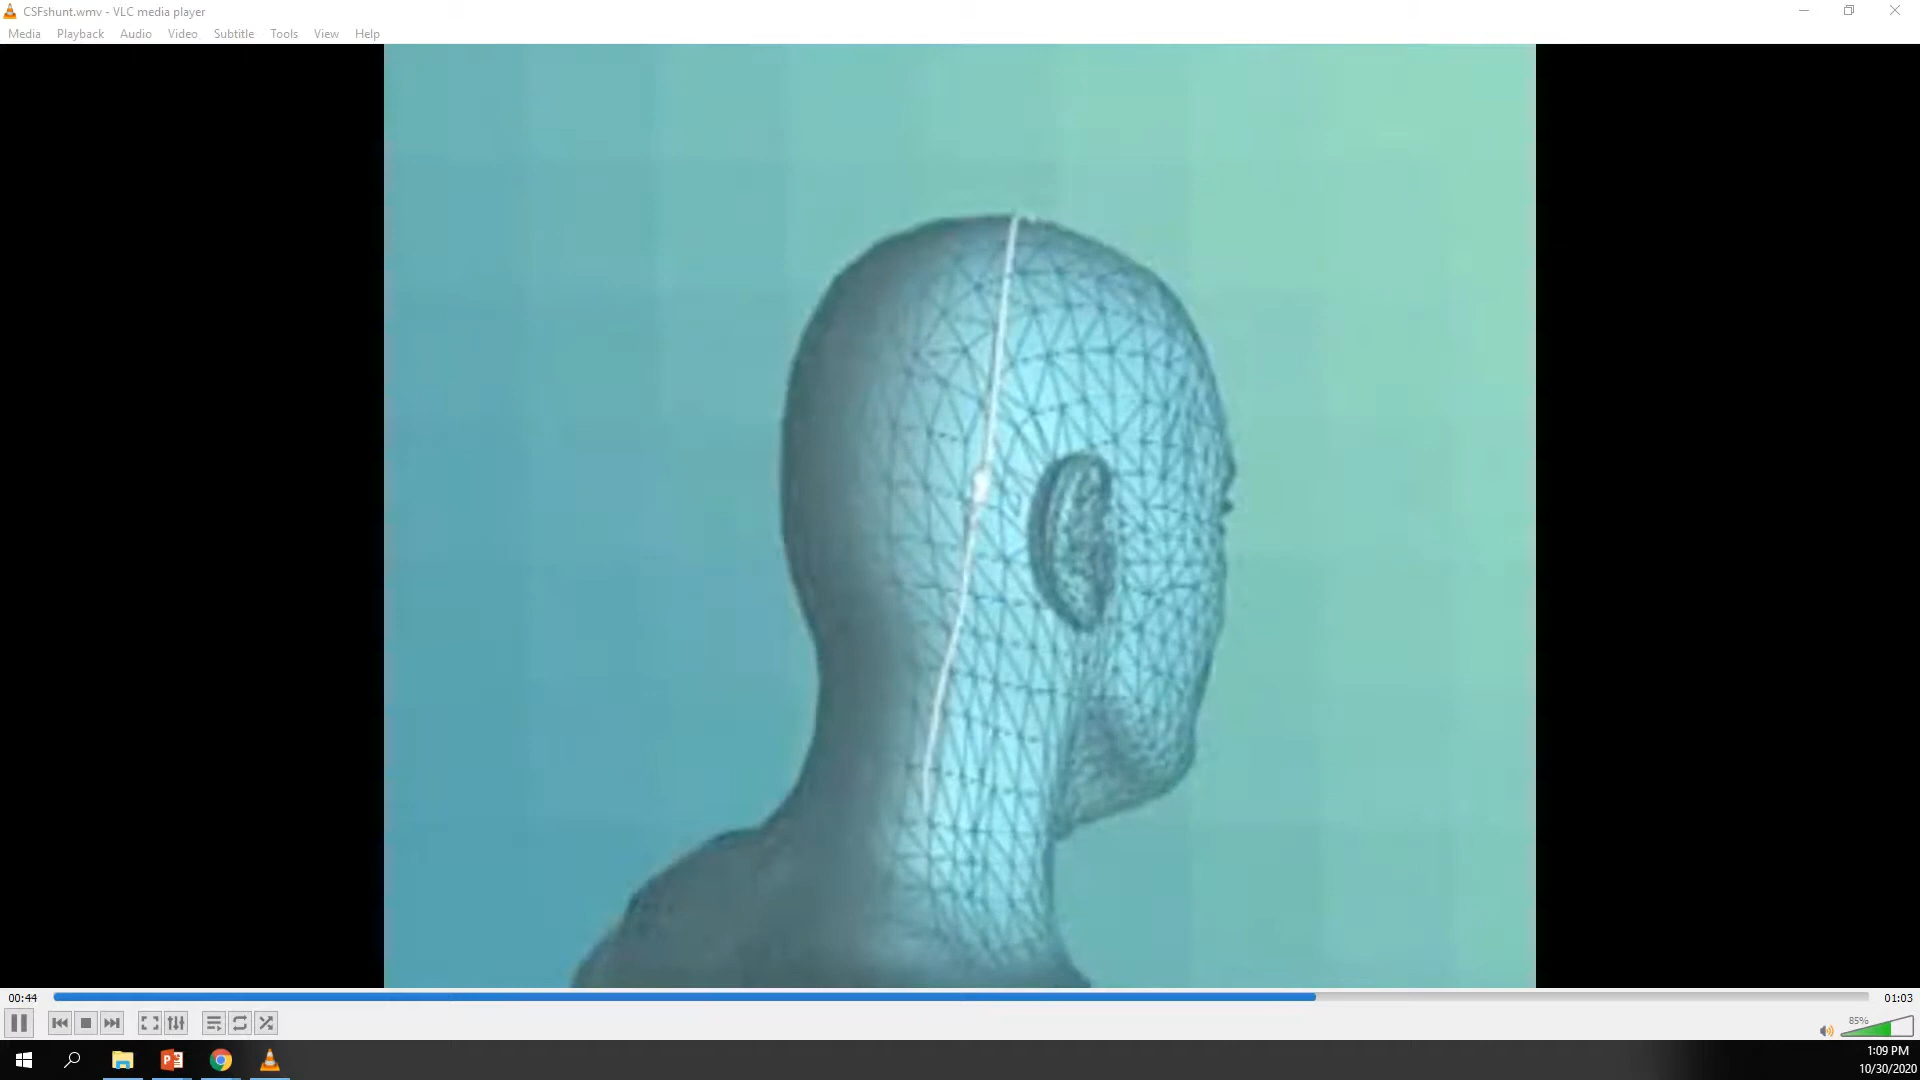 CSFshunt.wmv - VLC media player
Media Playback Audio Video Subtitle Tools View Help
00:44
01:03
85%
1:09 PM
10/30/2020